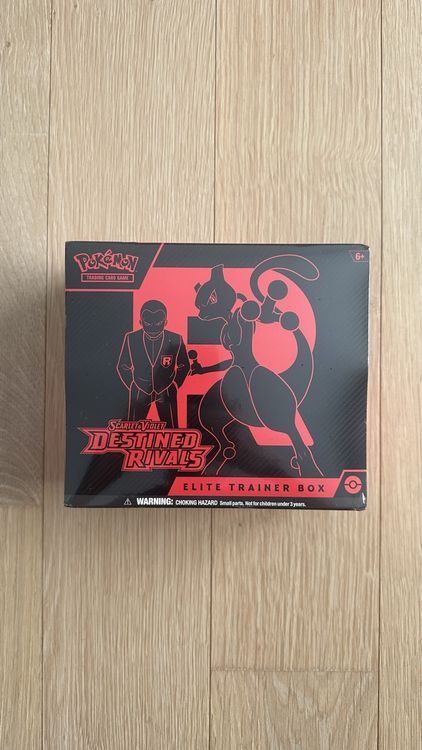 POKéMON
TRADING CARD GAME
6+
R
SCARLET & VIOLET
DESTINED
RIVALS
ELITE TRAINER BOX
⚠ WARNING: CHOKING HAZARD Small parts. Not for children under 3 years.